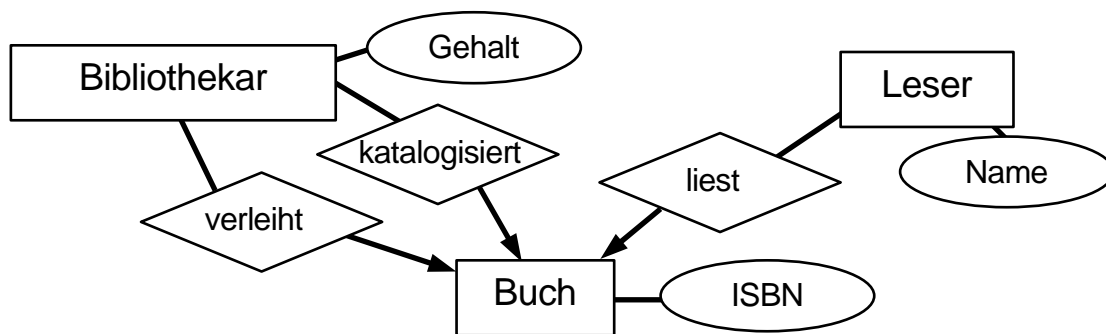 Gehalt
Bibliothekar
Leser
katalogisiert
liest
Name
verleiht
Buch
ISBN